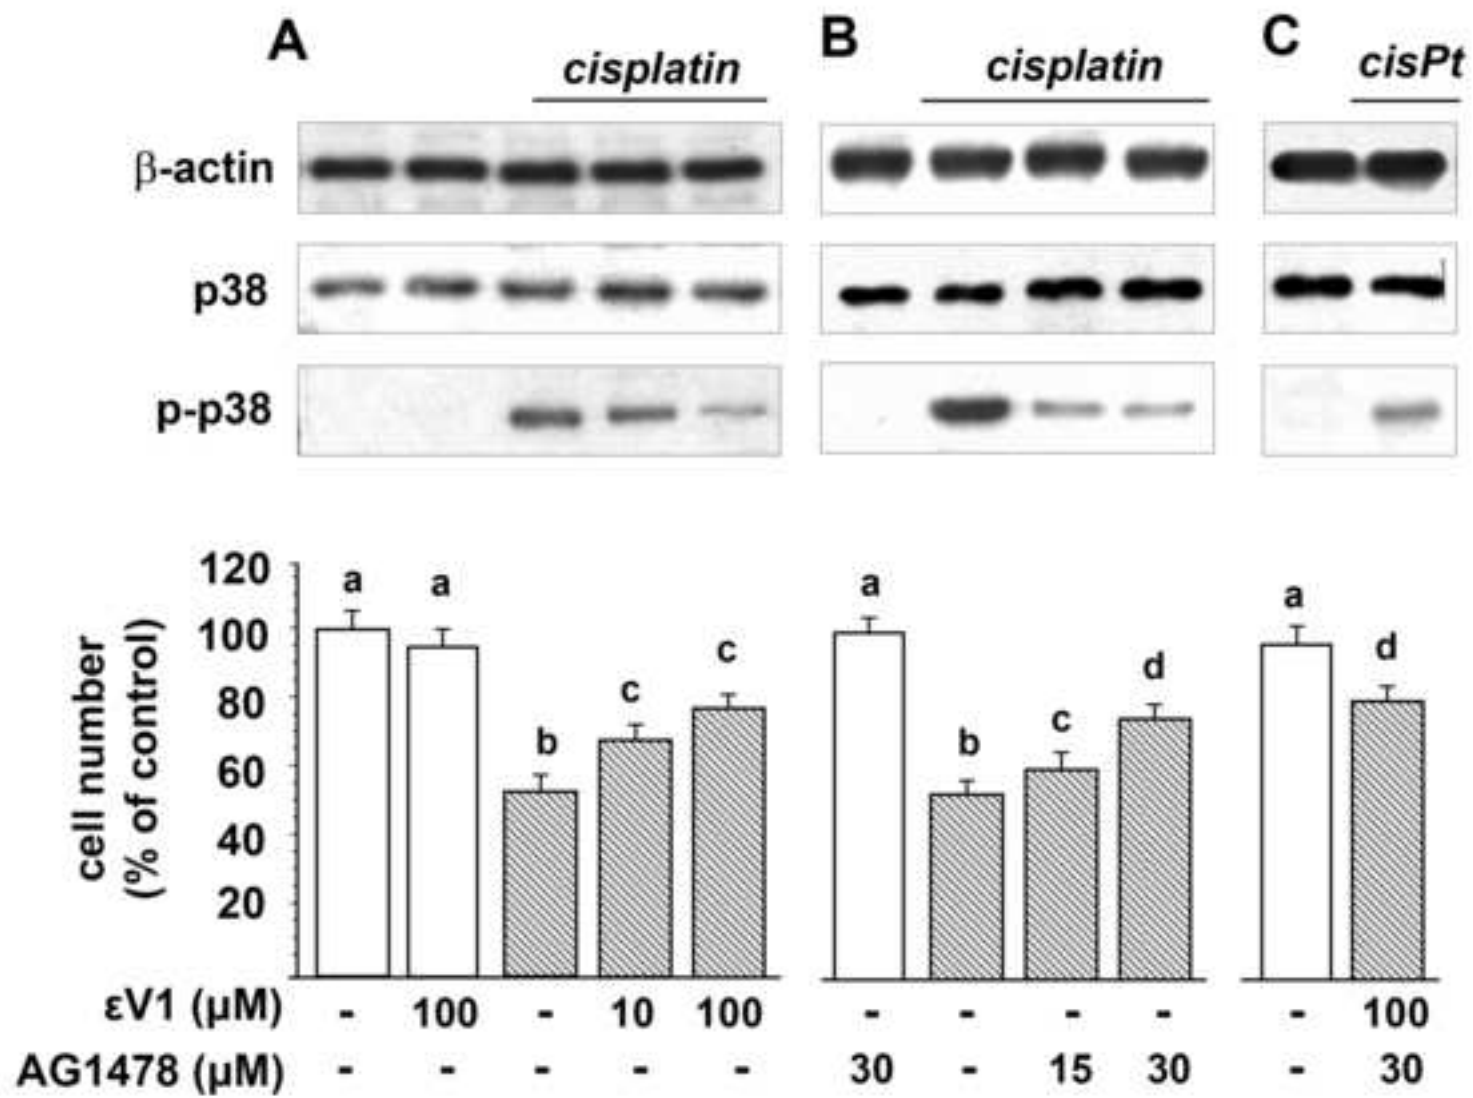 A B C
cisplatin cisplatin cisPt
β-actin
p38
p-p38
120
100
80
60
40
20
cell number
(% of control)
a a b c c a b c d a d
εV1 (μM) - 100 - 10 100 - - - - - 100
AG1478 (μM) - - - - - 30 - 15 30 - 30